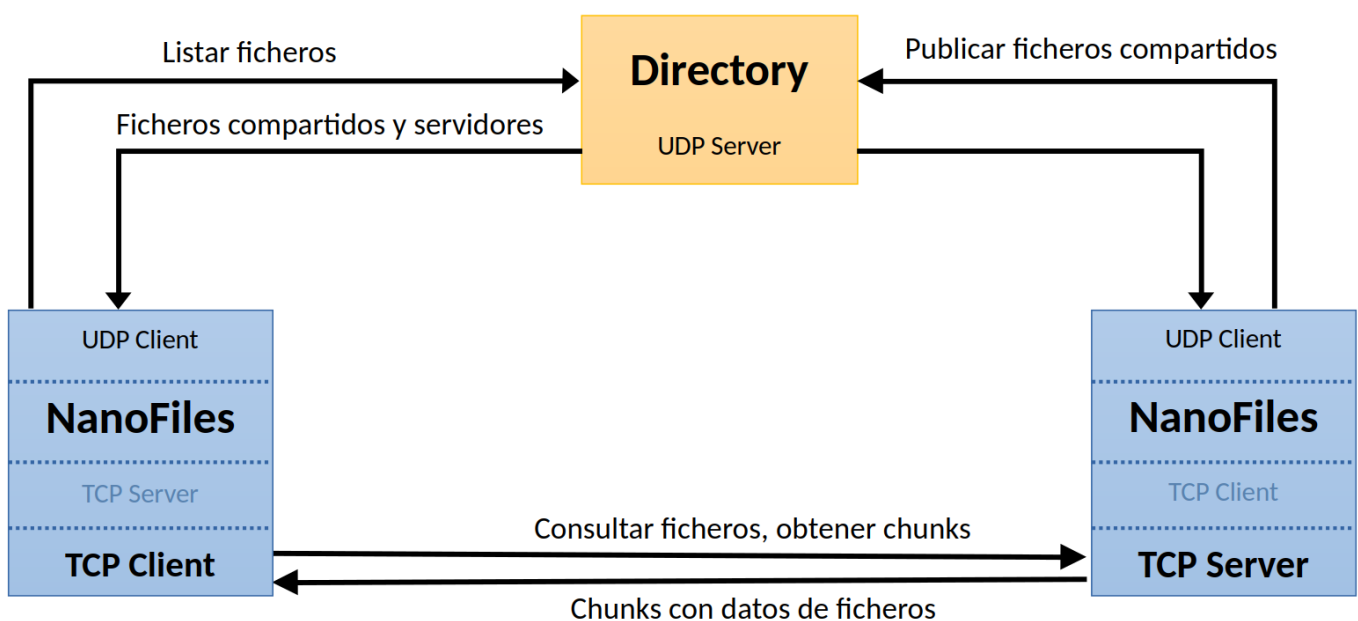 Listar ficheros
Directory
Publicar ficheros compartidos
Ficheros compartidos y servidores
UDP Server
UDP Client
NanoFiles
TCP Server
TCP Client
UDP Client
NanoFiles
TCP Client
TCP Server
Consultar ficheros, obtener chunks
Chunks con datos de ficheros